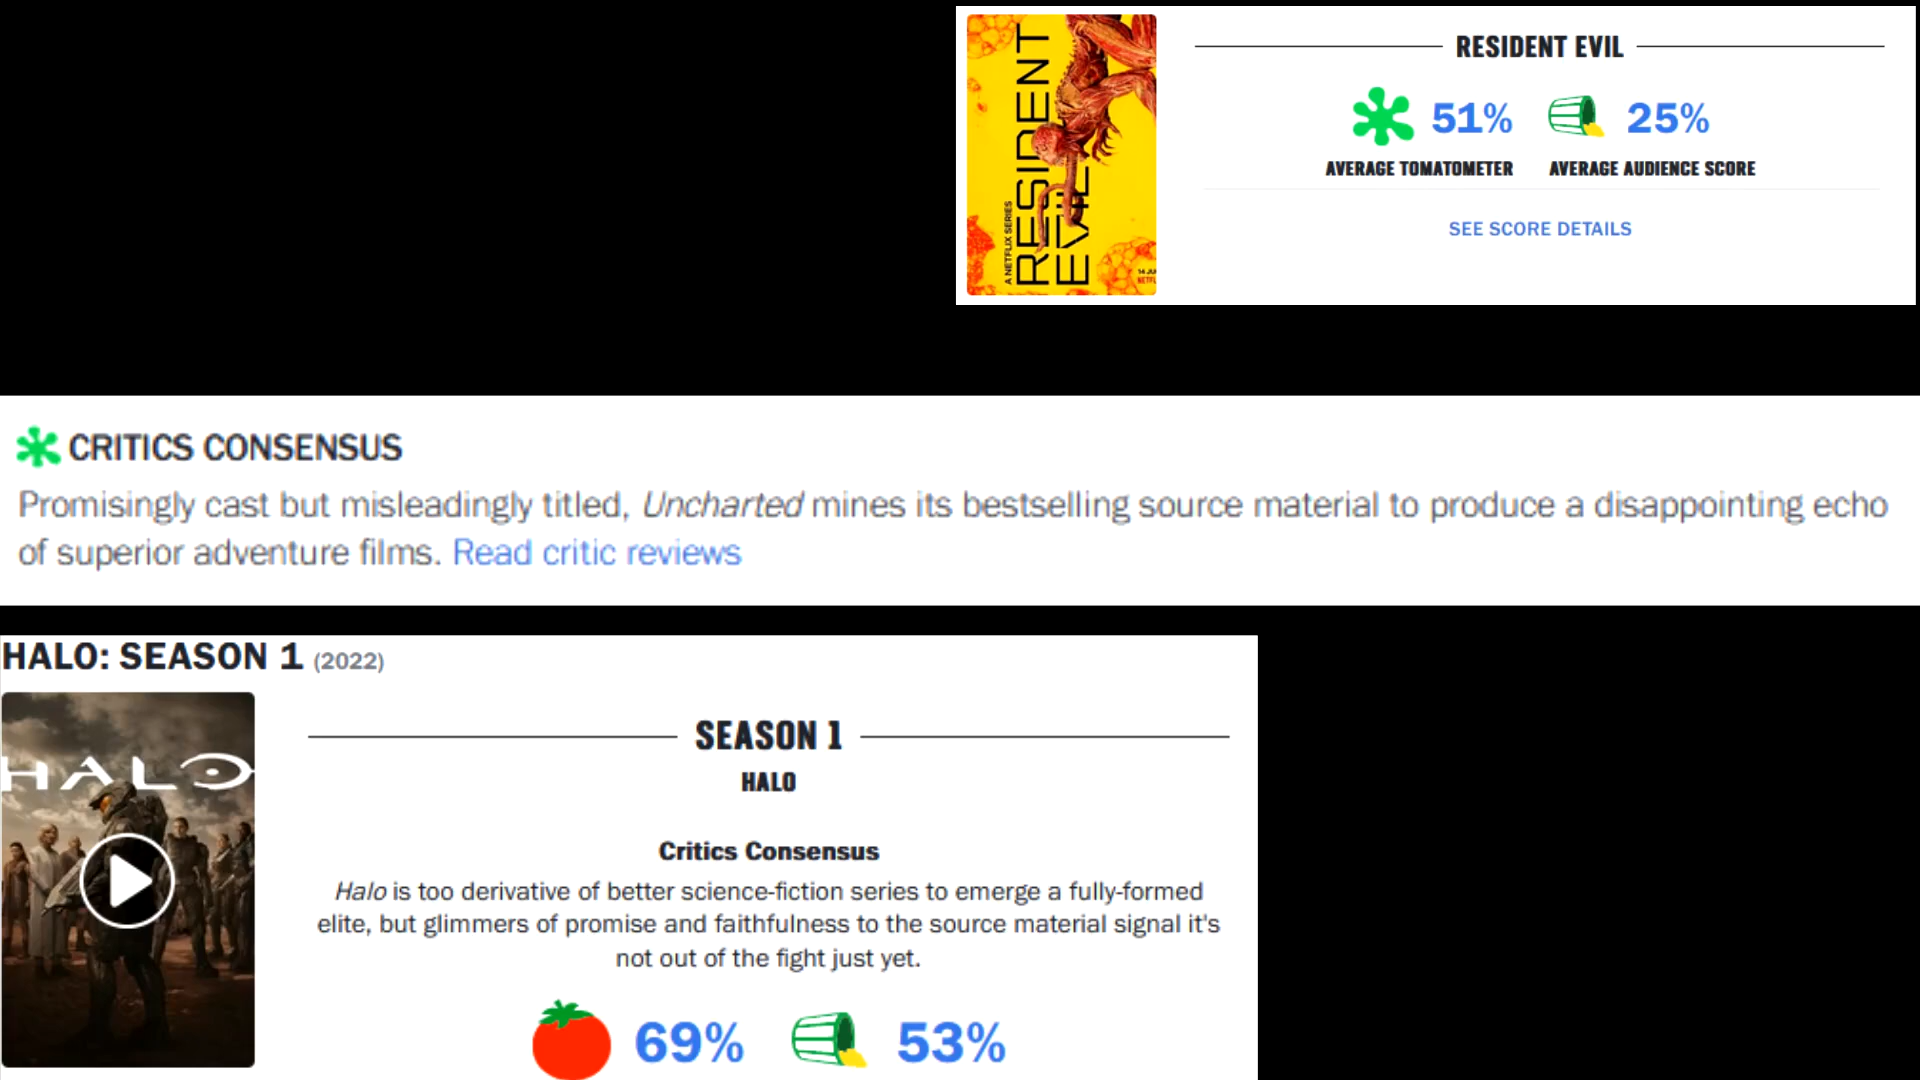 RESIDENT EVIL
A NETFLIX SERIES
RESIDENT
EVIL
51%
25%
AVERAGE TOMATOMETER
AVERAGE AUDIENCE SCORE
SEE SCORE DETAILS
CRITICS CONSENSUS
Promisingly cast but misleadingly titled, Uncharted mines its bestselling source material to produce a disappointing echo
of superior adventure films. Read critic reviews
HALO: SEASON 1 (2022)
HALO
SEASON 1
HALO
Critics Consensus
Halo is too derivative of better science-fiction series to emerge a fully-formed
elite, but glimmers of promise and faithfulness to the source material signal it's
not out of the fight just yet.
69%
53%